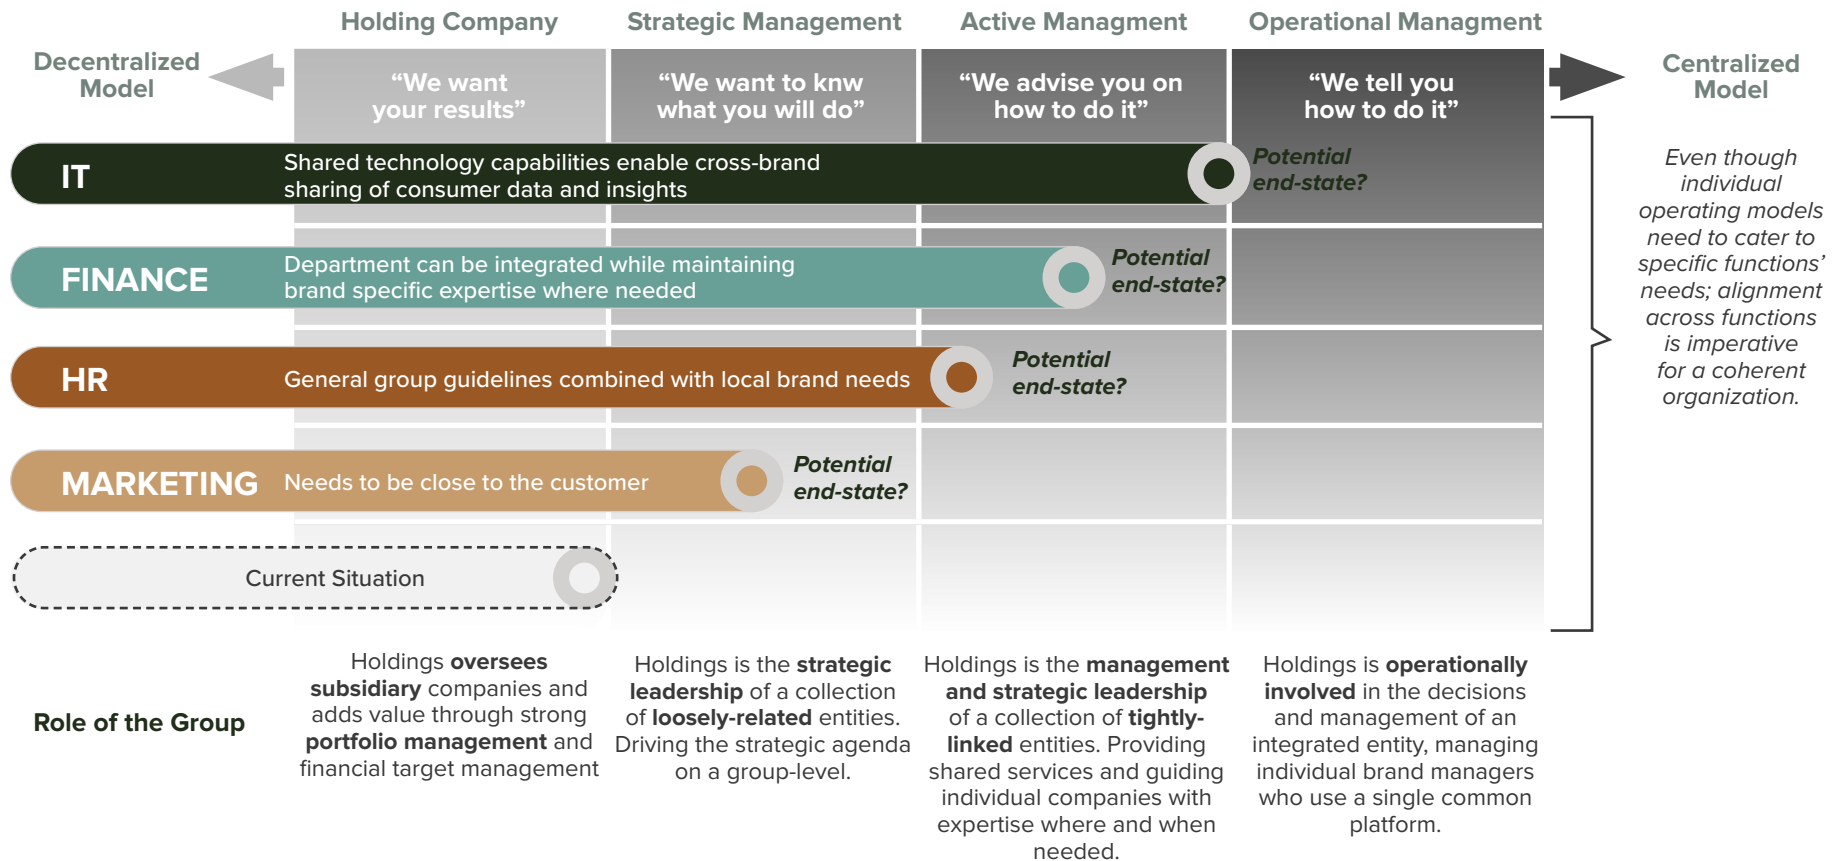 Holding Company
Strategic Management
Active Managment
Operational Managment
Decentralized
Model
“We want
your results”
“We want to knw
what you will do”
“We advise you on
how to do it”
“We tell you
how to do it”
Centralized
Model
IT
Shared technology capabilities enable cross-brand
sharing of consumer data and insights
Potential
end-state?
FINANCE
Department can be integrated while maintaining
brand specific expertise where needed
Potential
end-state?
HR
General group guidelines combined with local brand needs
Potential
end-state?
MARKETING
Needs to be close to the customer
Potential
end-state?
Current Situation
Even though
individual
operating models
need to cater to
specific functions’
needs; alignment
across functions
is imperative
for a coherent
organization.
Role of the Group
Holdings oversees
subsidiary companies and
adds value through strong
portfolio management and
financial target management
Holdings is the strategic
leadership of a collection
of loosely-related entities.
Driving the strategic agenda
on a group-level.
Holdings is the management
and strategic leadership
of a collection of tightly-
linked entities. Providing
shared services and guiding
individual companies with
expertise where and when
needed.
Holdings is operationally
involved in the decisions
and management of an
integrated entity, managing
individual brand managers
who use a single common
platform.